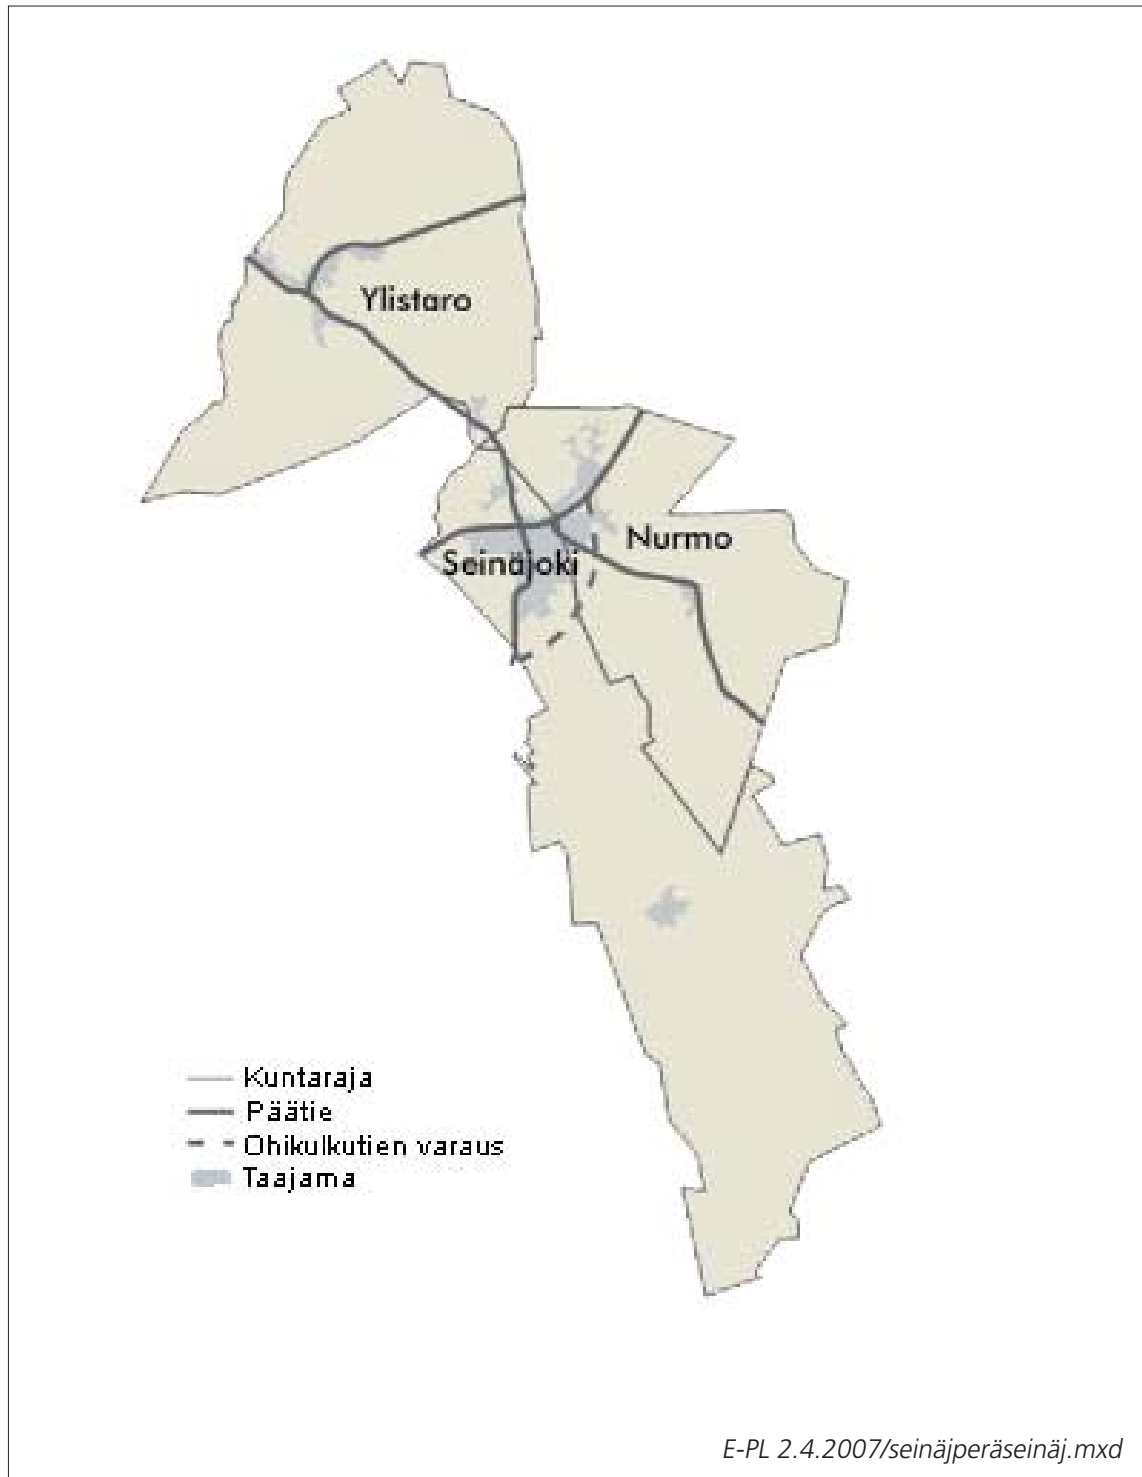 Ylistaro
Nurmo
Seinäjoki
Kuntaraja
Päätie
Ohikulkutien varaus
Taajama
E-PL 2.4.2007/seinäjperäseinäj.mxd